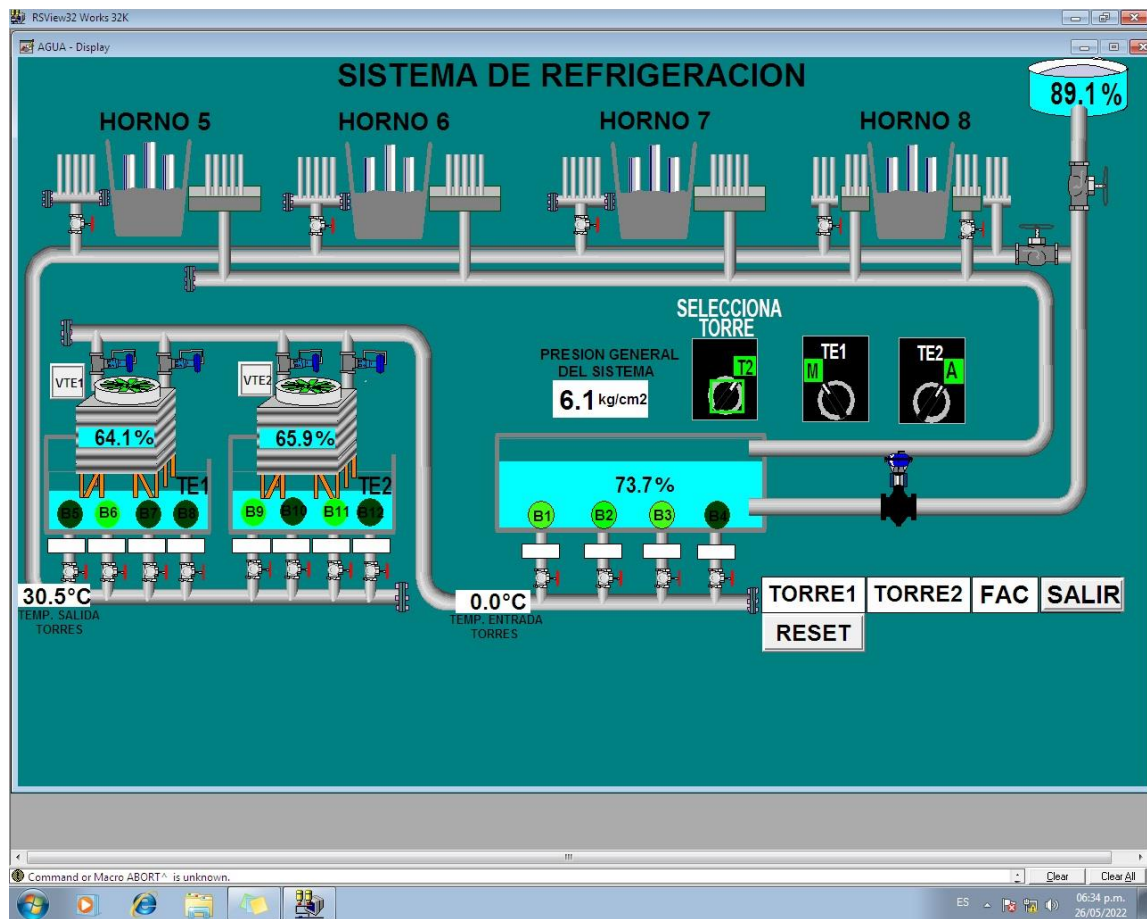 RSView32 Works 32K
AGUA - Display
SISTEMA DE REFRIGERACION
89.1 %
HORNO 5
HORNO 6
HORNO 7
HORNO 8
SELECCIONA
TORRE
T2
TE1
M
TE2
A
PRESION GENERAL
DEL SISTEMA
6.1 kg/cm2
VTE1
VTE2
64.1 %
65.9 %
TE1
TE2
73.7 %
B5 B6 B7 B8
B9 B10 B11 B12
B1 B2 B3 B4
30.5°C
TEMP. SALIDA
TORRES
0.0°C
TEMP. ENTRADA
TORRES
TORRE1 TORRE2 FAC SALIR
RESET
Command or Macro ABORT^ is unknown.
Clear Clear All
ES
06:34 p.m.
26/05/2022